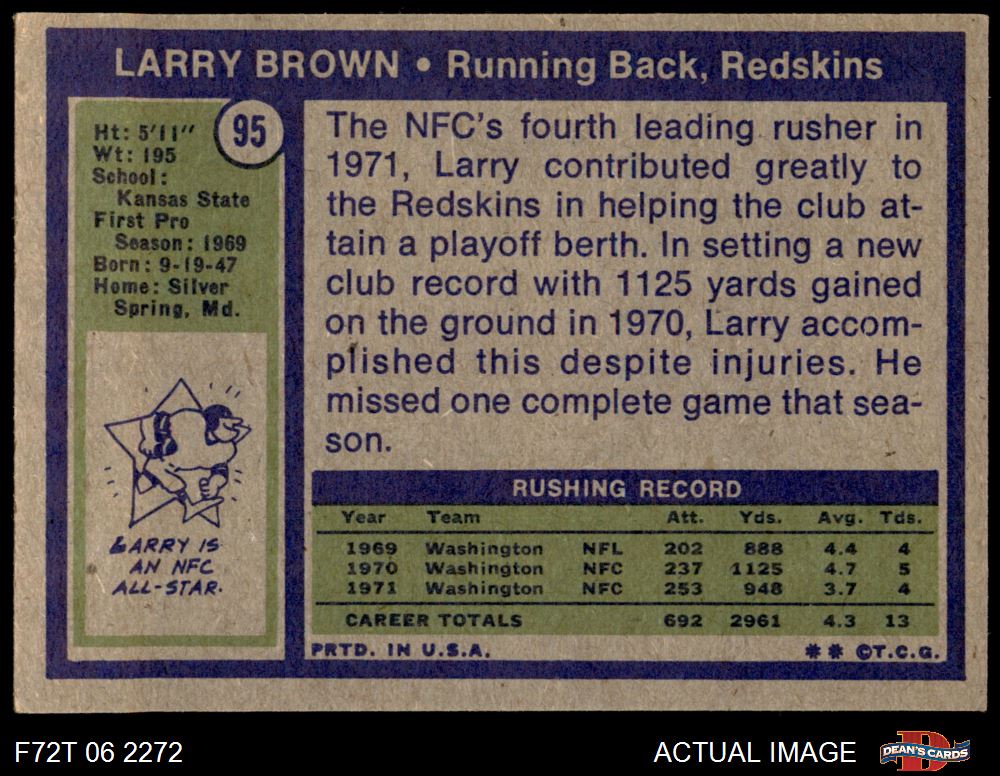 LARRY BROWN • Running Back, Redskins
95
Ht: 5'11"
Wt: 195
School:
Kansas State
First Pro
Season: 1969
Born: 9-19-47
Home: Silver
Spring, Md.
LARRY IS
AN NFC
ALL-STAR.
The NFC's fourth leading rusher in
1971, Larry contributed greatly to
the Redskins in helping the club at-
tain a playoff berth. In setting a new
club record with 1125 yards gained
on the ground in 1970, Larry accom-
plished this despite injuries. He
missed one complete game that sea-
son.
RUSHING RECORD
Year Team Att. Yds. Avg. Tds.
1969 Washington NFL 202 888 4.4 4
1970 Washington NFC 237 1125 4.7 5
1971 Washington NFC 253 948 3.7 4
CAREER TOTALS 692 2961 4.3 13
PRTD. IN U.S.A. * * ©T.C.G.
F72T 06 2272 ACTUAL IMAGE
D
DEAN'S CARDS